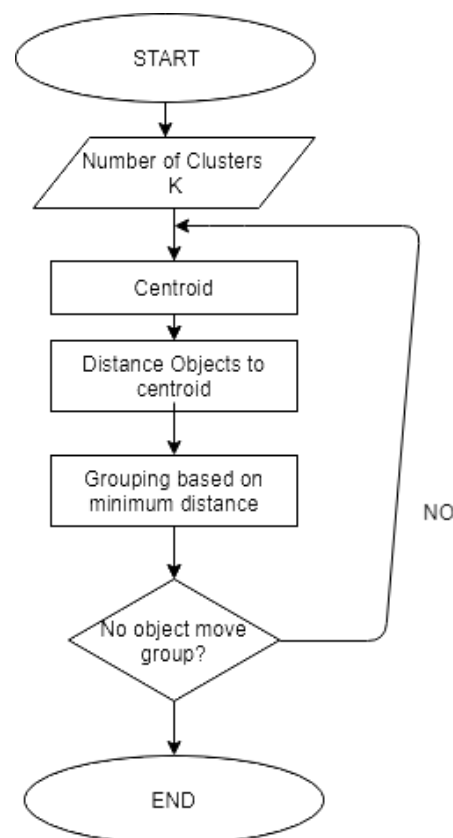 START
Number of Clusters
K
Centroid
Distance Objects to
centroid
Grouping based on
minimum distance
NO
No object move
group?
END